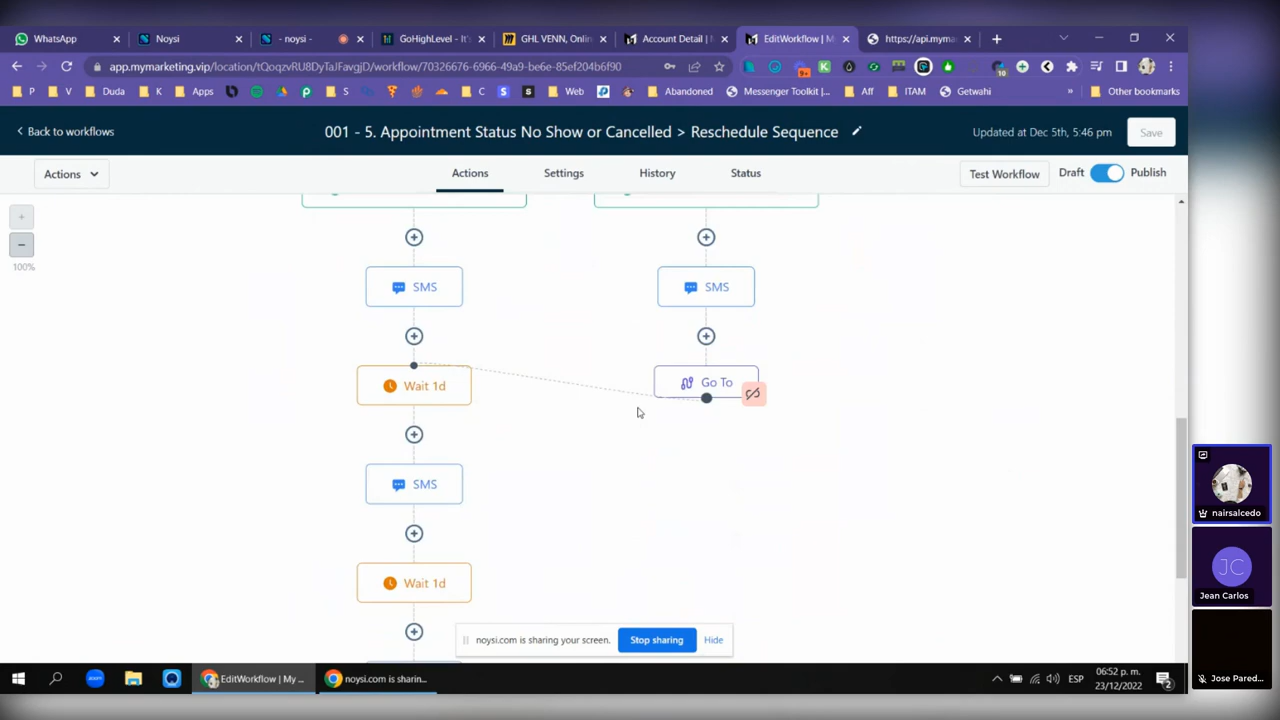 WhatsApp
Noysi
- noysi -
GoHighLevel - It's
GHL VENN, Onlin
Account Detail | M
EditWorkflow | M
https://api.mymar
app.mymarketing.vip/location/tQoqzvRU8DyTaJFavgjD/workflow/70326676-6966-49a9-b6e6-85ef204b6f90
9+
10
P
V
Duda
K
Apps
S
C
Web
Abandoned
Messenger Toolkit |...
Aff
ITAM
Getwahi
»
Other bookmarks
Back to workflows
001 - 5. Appointment Status No Show or Cancelled > Reschedule Sequence
Updated at Dec 5th, 5:46 pm
Save
Actions
Actions
Settings
History
Status
Test Workflow
Draft
Publish
100%
SMS
SMS
Wait 1d
Go To
SMS
Wait 1d
noysi.com is sharing your screen.
Stop sharing
Hide
nairsalcedo
JC
Jean Carlos
Jose Pared...
EditWorkflow | My ...
noysi.com is sharin...
ESP
06:52 p. m.
23/12/2022
2